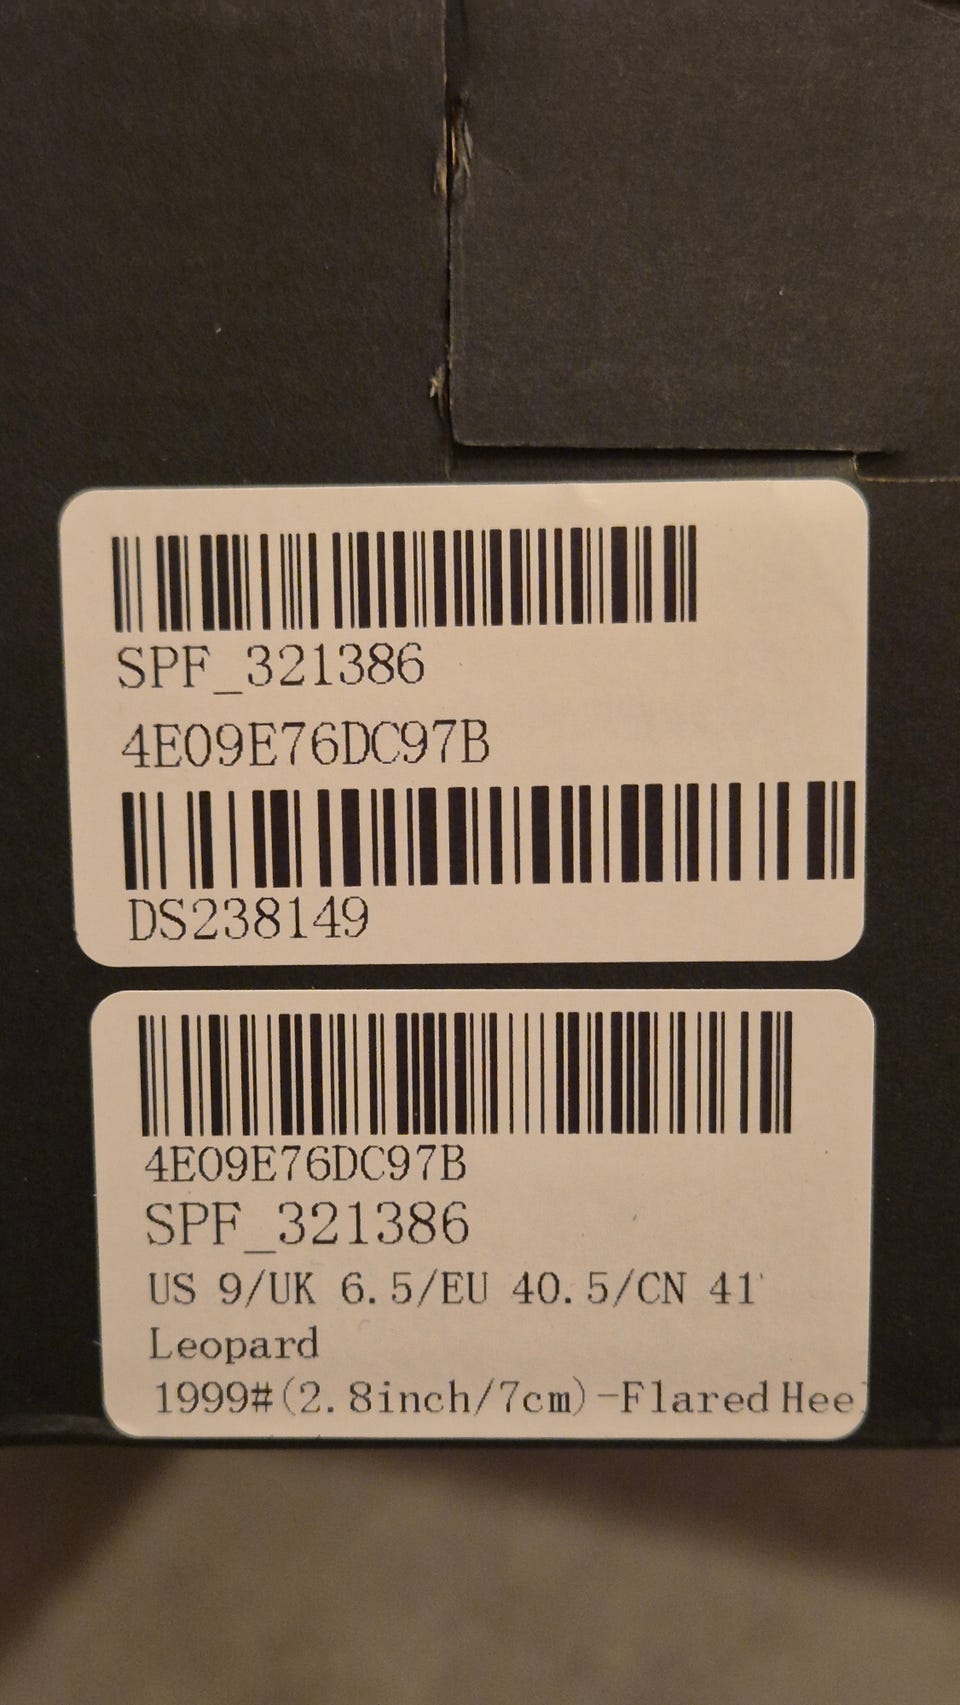 SPF_321386
4E09E76DC97B
DS238149
4E09E76DC97B
SPF_321386
US 9/UK 6.5/EU 40.5/CN 41
Leopard
1999#(2.8inch/7cm)-Flared Hee